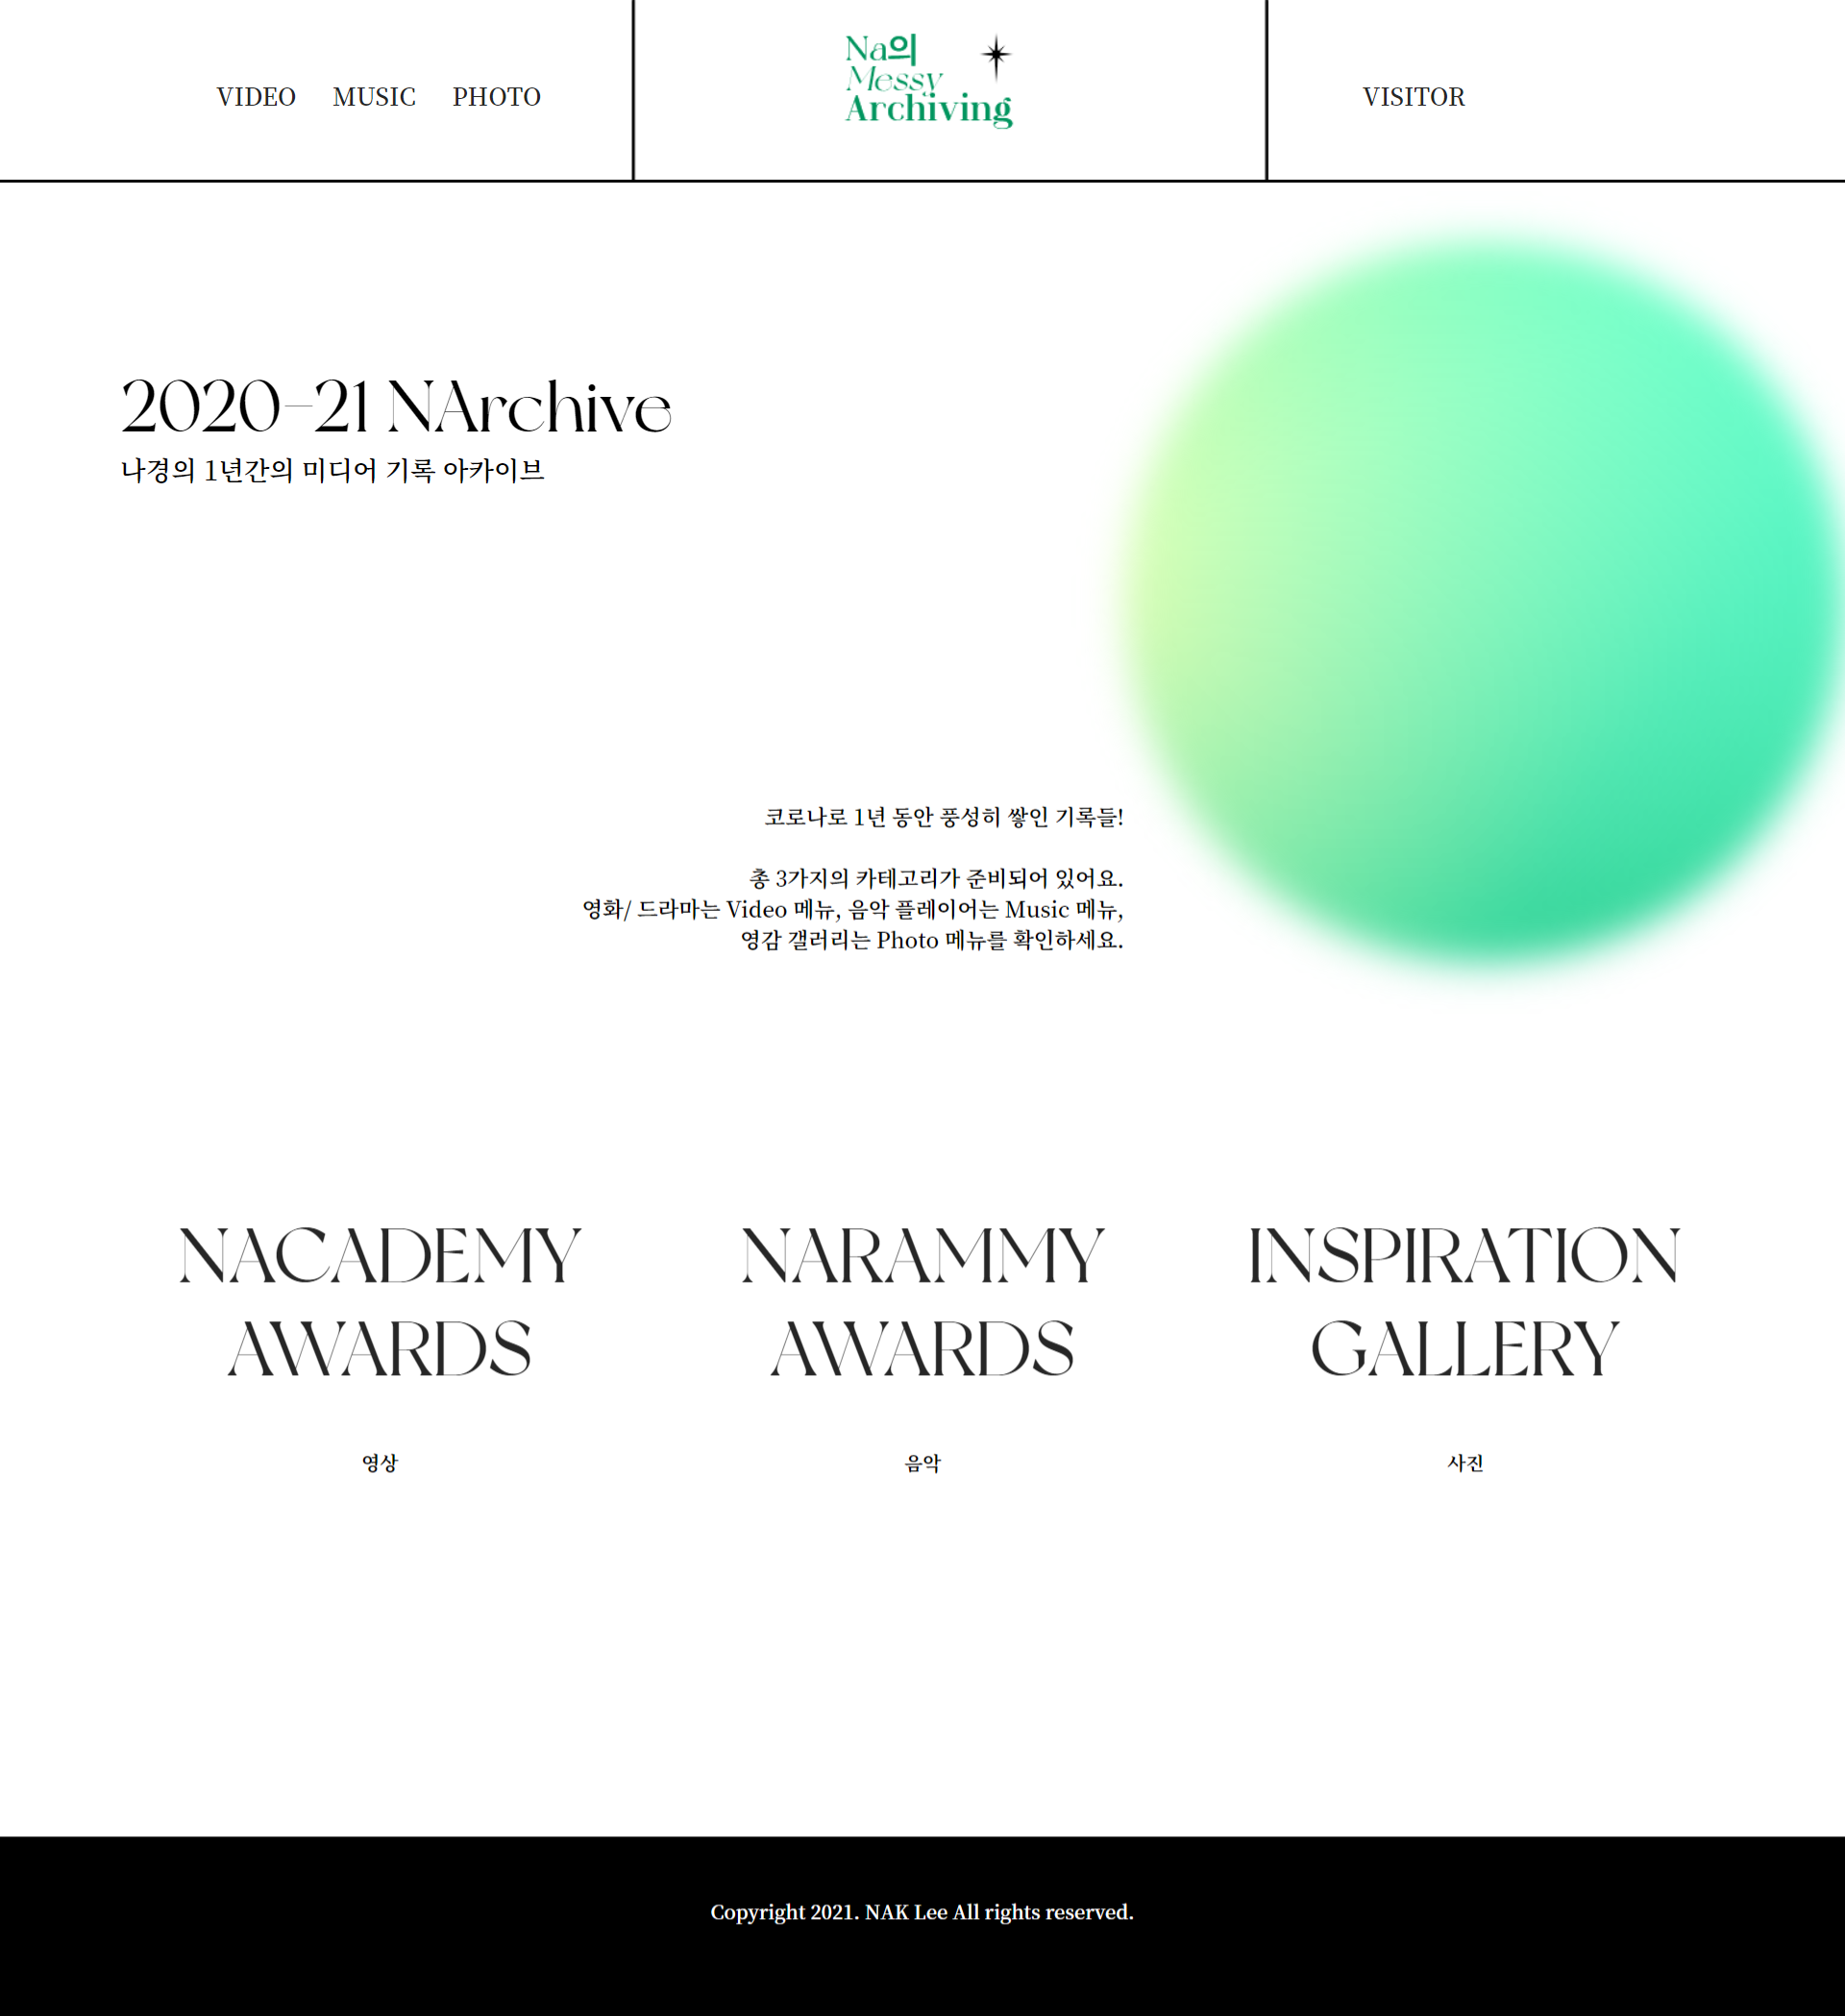 VIDEO MUSIC PHOTO
Na의
Messy
Archiving
VISITOR
2020-21 NArchive
나경의 1년간의 미디어 기록 아카이브
코로나로 1년 동안 풍성히 쌓인 기록들!
총 3가지의 카테고리가 준비되어 있어요.
영화/ 드라마는 Video 메뉴, 음악 플레이어는 Music 메뉴,
영감 갤러리는 Photo 메뉴를 확인하세요.
NACADEMY
AWARDS
영상
NARAMMY
AWARDS
음악
INSPIRATION
GALLERY
사진
Copyright 2021. NAK Lee All rights reserved.